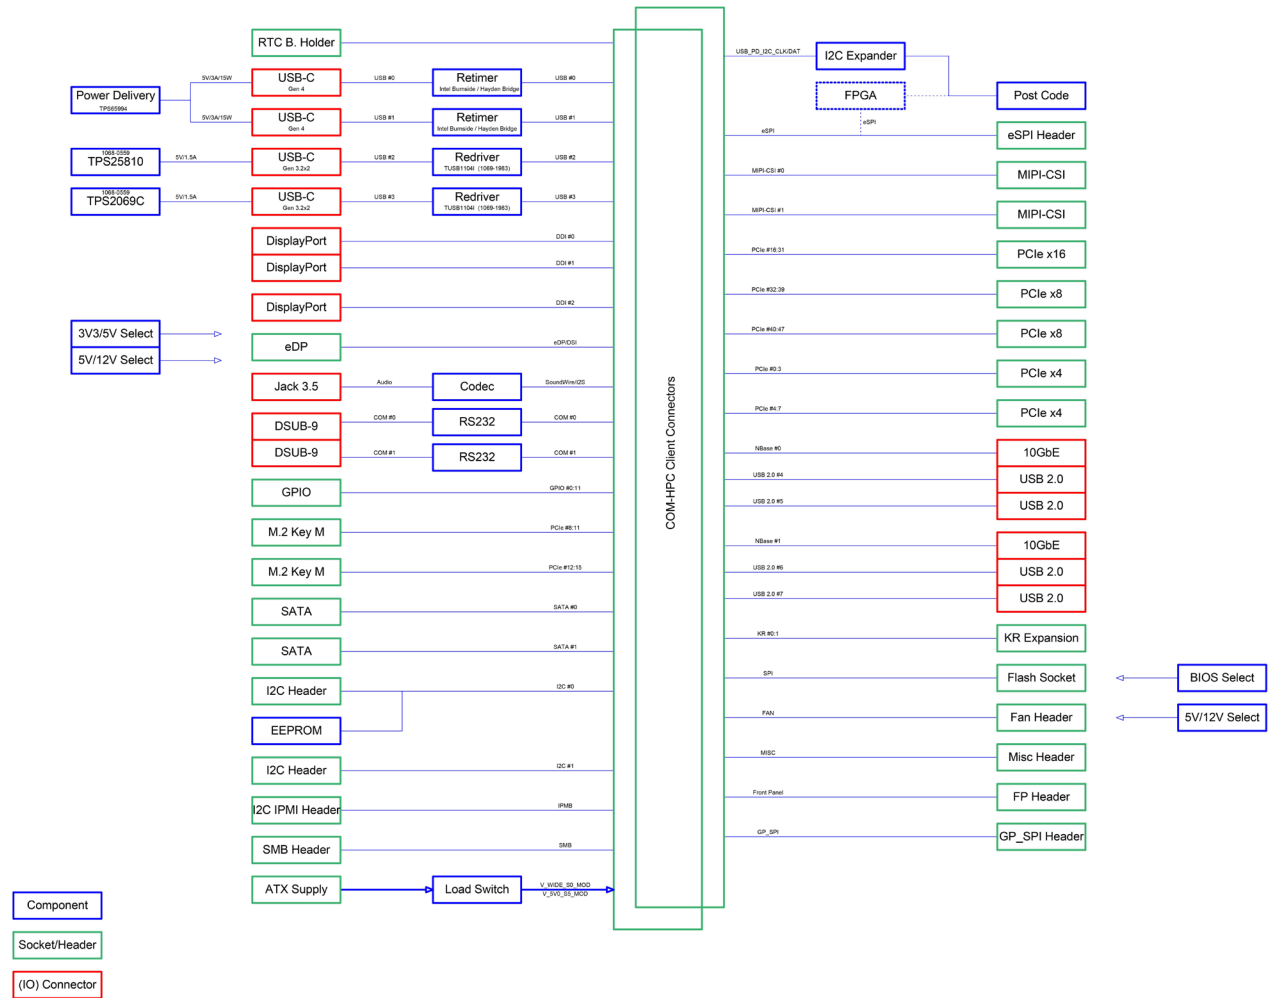 RTC B. Holder
Power Delivery
TPS65994
5V/3A/15W
USB-C
Gen 4
USB #0
Retimer
Intel Burnside / Hayden Bridge
USB #0
5V/3A/15W
USB-C
Gen 4
USB #1
Retimer
Intel Burnside / Hayden Bridge
USB #1
1068-0559
TPS25810
5V/1.5A
USB-C
Gen 3.2x2
USB #2
Redriver
TUSB1104I (1069-1963)
USB #2
1068-0559
TPS2069C
5V/1.5A
USB-C
Gen 3.2x2
USB #3
Redriver
TUSB1104I (1069-1963)
USB #3
DisplayPort
DDI #0
DisplayPort
DDI #1
DisplayPort
DDI #2
3V3/5V Select
5V/12V Select
eDP
eDP/DSI
Jack 3.5
Audio
Codec
SoundWire/I2S
DSUB-9
COM #0
RS232
COM #0
DSUB-9
COM #1
RS232
COM #1
GPIO
GPIO #0:11
M.2 Key M
PCIe #8:11
M.2 Key M
PCIe #12:15
SATA
SATA #0
SATA
SATA #1
I2C Header
I2C #0
EEPROM
I2C Header
I2C #1
I2C IPMI Header
IPMB
SMB Header
SMB
ATX Supply
Load Switch
V_WIDE_S0_MOD
V_5V0_S5_MOD
COM-HPC Client Connectors
USB_PD_I2C_CLK/DAT
I2C Expander
FPGA
Post Code
eSPI
eSPI
eSPI Header
MIPI-CSI #0
MIPI-CSI
MIPI-CSI #1
MIPI-CSI
PCIe #16:31
PCIe x16
PCIe #32:39
PCIe x8
PCIe #40:47
PCIe x8
PCIe #0:3
PCIe x4
PCIe #4:7
PCIe x4
NBase #0
10GbE
USB 2.0 #4
USB 2.0
USB 2.0 #5
USB 2.0
NBase #1
10GbE
USB 2.0 #6
USB 2.0
USB 2.0 #7
USB 2.0
KR #0:1
KR Expansion
SPI
Flash Socket
BIOS Select
FAN
Fan Header
5V/12V Select
MISC
Misc Header
Front Panel
FP Header
GP_SPI
GP_SPI Header
Component
Socket/Header
(IO) Connector